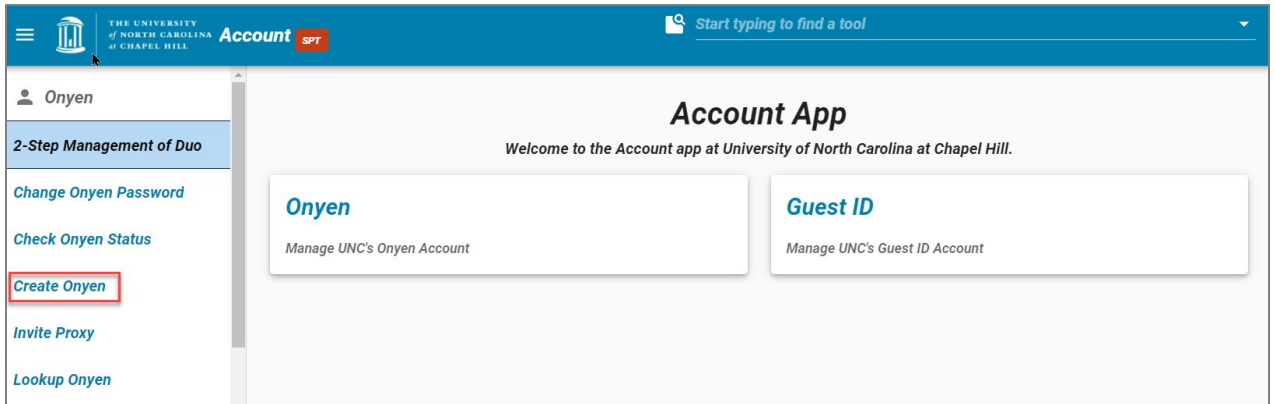 THE UNIVERSITY
of NORTH CAROLINA
at CHAPEL HILL
Account SPT
Start typing to find a tool
Onyen
2-Step Management of Duo
Change Onyen Password
Check Onyen Status
Create Onyen
Invite Proxy
Lookup Onyen
Account App
Welcome to the Account app at University of North Carolina at Chapel Hill.
Onyen
Manage UNC's Onyen Account
Guest ID
Manage UNC's Guest ID Account